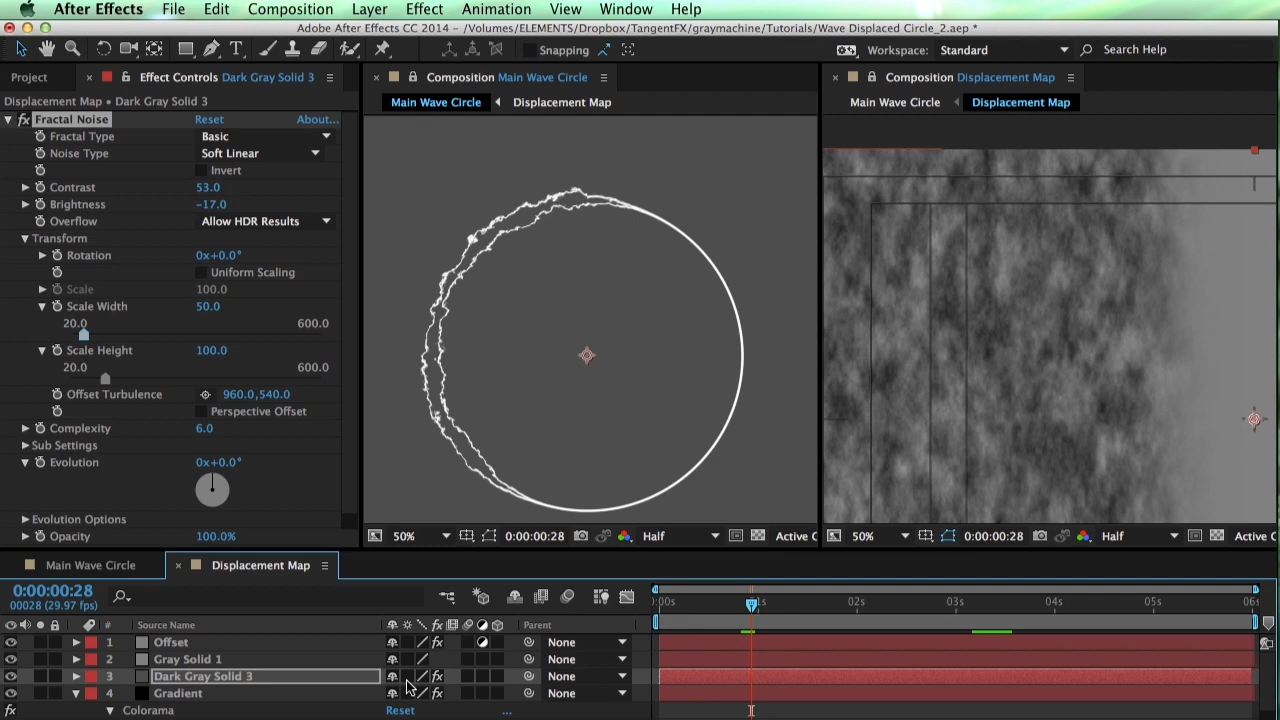 After Effects File Edit Composition Layer Effect Animation View Window Help
Adobe After Effects CC 2014 - /Volumes/ELEMENTS/Dropbox/TangentFX/graymachine/Tutorials/Wave Displaced Circle_2.aep *
Snapping Workspace: Standard Search Help
Project Effect Controls Dark Gray Solid 3 Composition Main Wave Circle Composition Displacement Map
Displacement Map • Dark Gray Solid 3 Main Wave Circle Displacement Map Main Wave Circle Displacement Map
fx Fractal Noise Reset About...
Fractal Type Basic
Noise Type Soft Linear
Invert
Contrast 53.0
Brightness -17.0
Overflow Allow HDR Results
Transform
Rotation 0x+0.0°
Uniform Scaling
Scale 100.0
Scale Width 50.0
20.0 600.0
Scale Height 100.0
20.0 600.0
Offset Turbulence 960.0,540.0
Perspective Offset
Complexity 6.0
Sub Settings
Evolution 0x+0.0°
Evolution Options
Opacity 100.0%
50% 0:00:00:28 Half Active C 50% 0:00:00:28 Half Active C
Main Wave Circle Displacement Map
0:00:00:28
00028 (29.97 fps)
:00s 1s 02s 03s 04s 05s 06s
# Source Name fx Parent
1 Offset fx None
2 Gray Solid 1 None
3 Dark Gray Solid 3 fx None
4 Gradient fx None
fx Colorama Reset ...